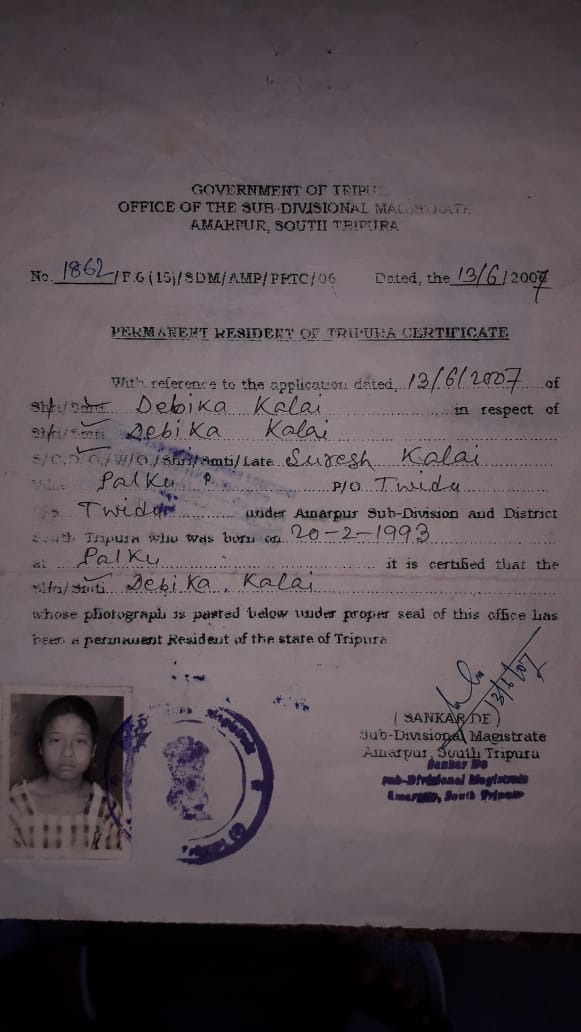 GOVERNMENT OF TRIPU
OFFICE OF THE SUB-DIVISIONAL MAGISTRATE
AMARPUR, SOUTH TRIPURA
No. 1862/F.6(15)/SDM/AMP/PRTC/06 Dated, the 13/6/2007
PERMANENT RESIDENT OF TRIPURA CERTIFICATE
With reference to the application dated, 13/6/2007 of
Shri/Smti Debika Kalai in respect of
Shri/Smti Debika Kalai
S/O, D/O, W/O, Shri/Smti/Late Suresh Kalai
Palku P/O Twidu
Twidu under Amarpur Sub-Division and District
South Tripura who was born on 20-2-1993
at Palku it is certified that the
Shri/Smti Debika Kalai
whose photograph is pasted below under proper seal of this office has
been a permanent Resident of the state of Tripura
13/6/07
( SANKAR DE )
Sub-Divisional Magistrate
Amarpur, South Tripura
Sankar De
Sub-Divisional Magistrate
Amarpur, South Tripura